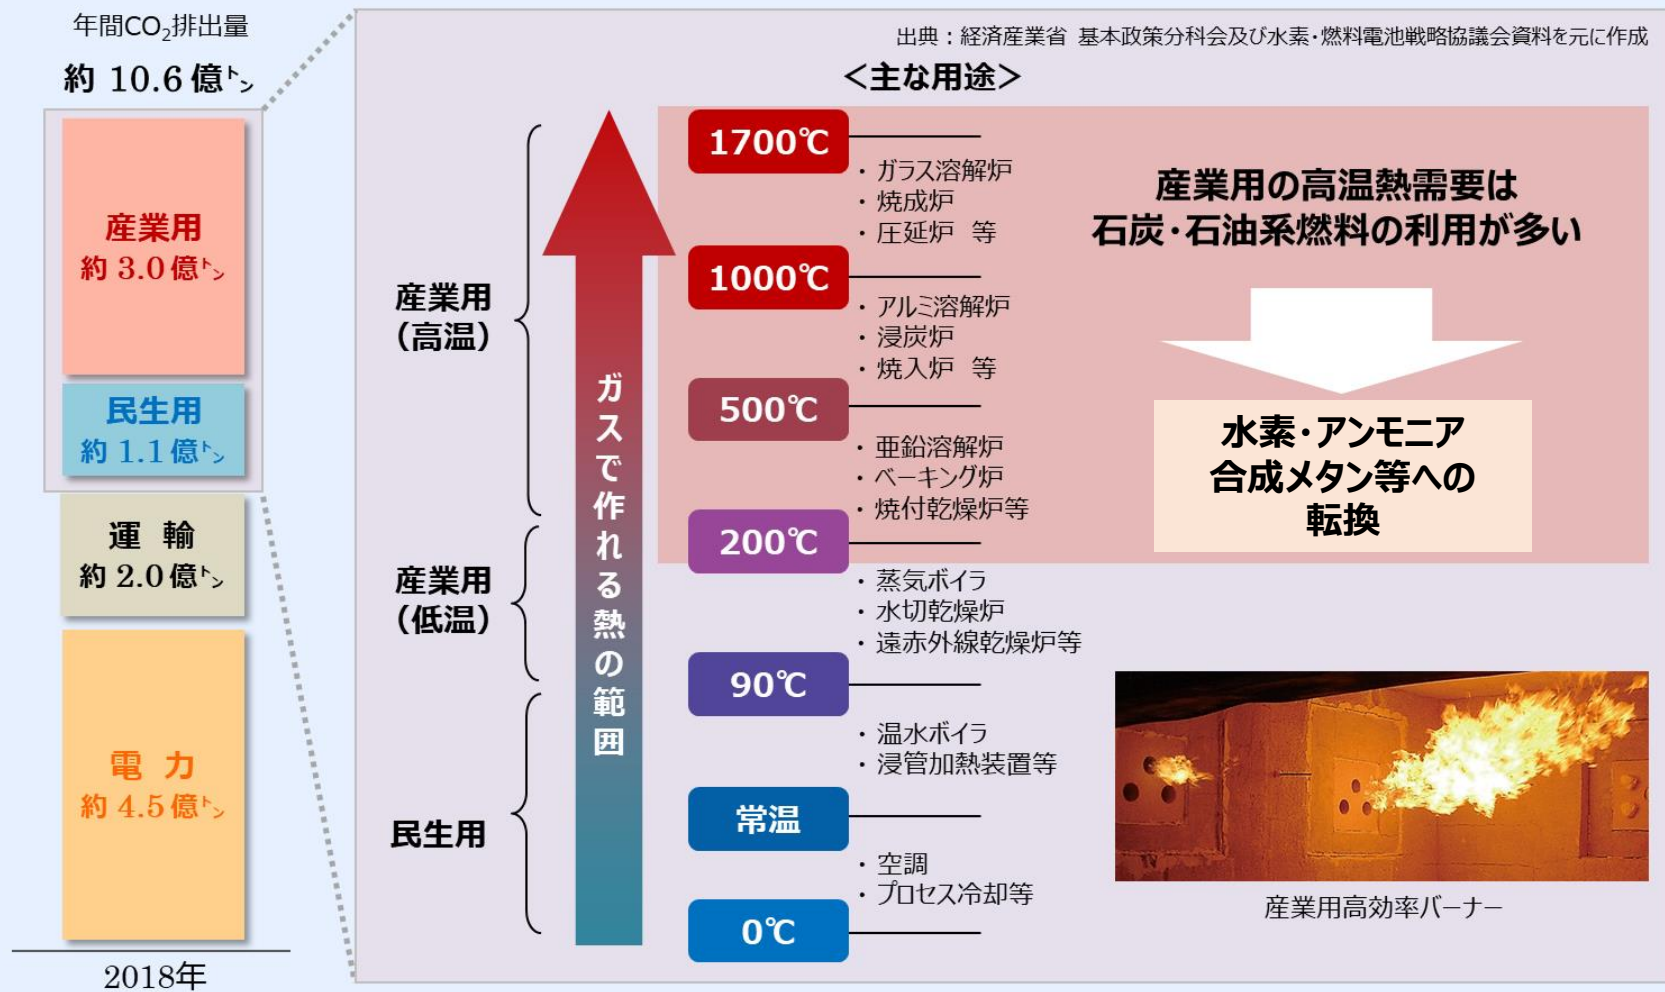 年間CO₂排出量
約 10.6 億㌧
産業用
約 3.0 億㌧
民生用
約 1.1 億㌧
運 輸
約 2.0 億㌧
電 力
約 4.5 億㌧
2018年
出典：経済産業省 基本政策分科会及び水素・燃料電池戦略協議会資料を元に作成
＜主な用途＞
産業用
（高温）
産業用
（低温）
民生用
ガスで作れる熱の範囲
1700℃
・ ガラス溶解炉
・ 焼成炉
・ 圧延炉 等
1000℃
・ アルミ溶解炉
・ 浸炭炉
・ 焼入炉 等
500℃
・ 亜鉛溶解炉
・ ベーキング炉
・ 焼付乾燥炉等
200℃
・ 蒸気ボイラ
・ 水切乾燥炉
・ 遠赤外線乾燥炉等
90℃
・ 温水ボイラ
・ 浸管加熱装置等
常温
・ 空調
・ プロセス冷却等
0℃
産業用の高温熱需要は
石炭・石油系燃料の利用が多い
水素・アンモニア
合成メタン等への
転換
産業用高効率バーナー